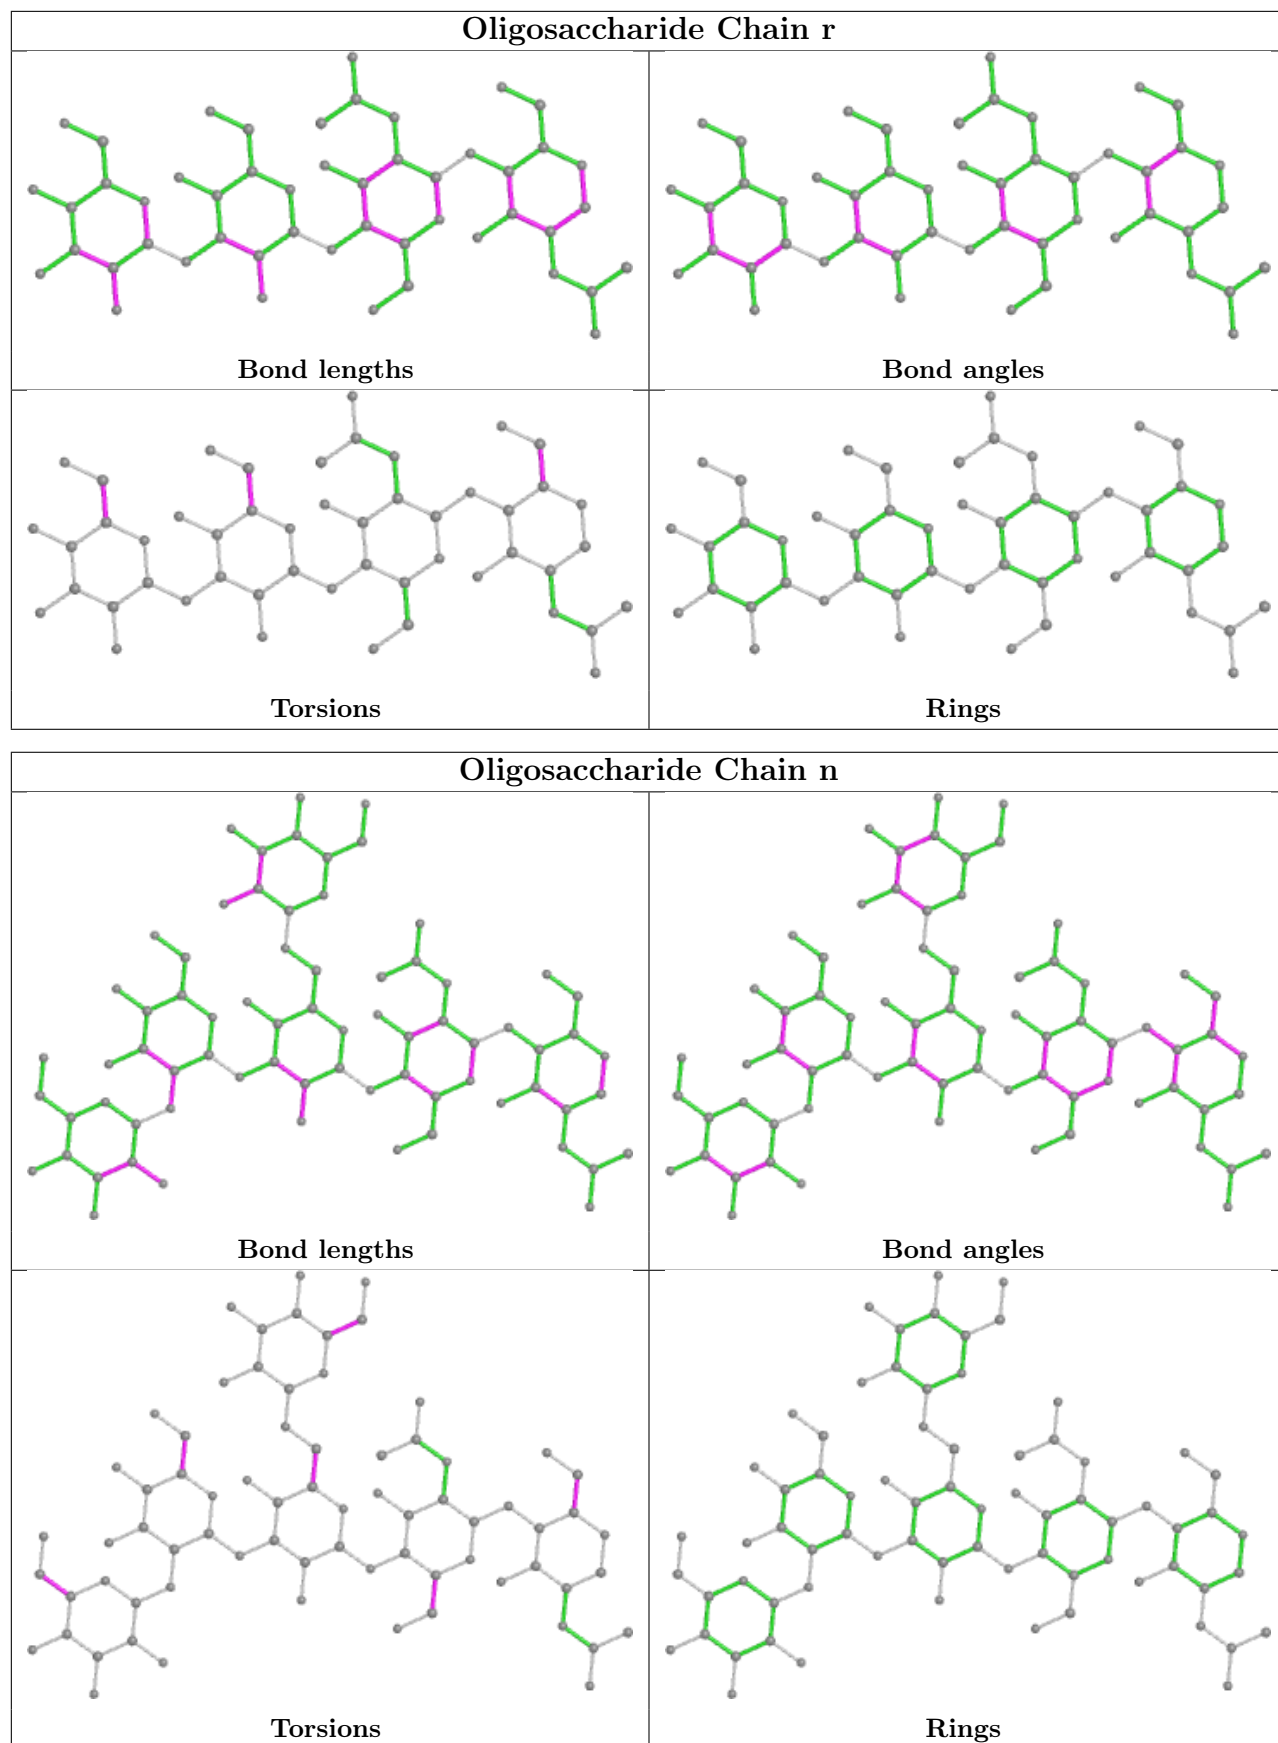 Oligosaccharide Chain r
Bond lengths
Bond angles
Torsions
Rings
Oligosaccharide Chain n
Bond lengths
Bond angles
Torsions
Rings